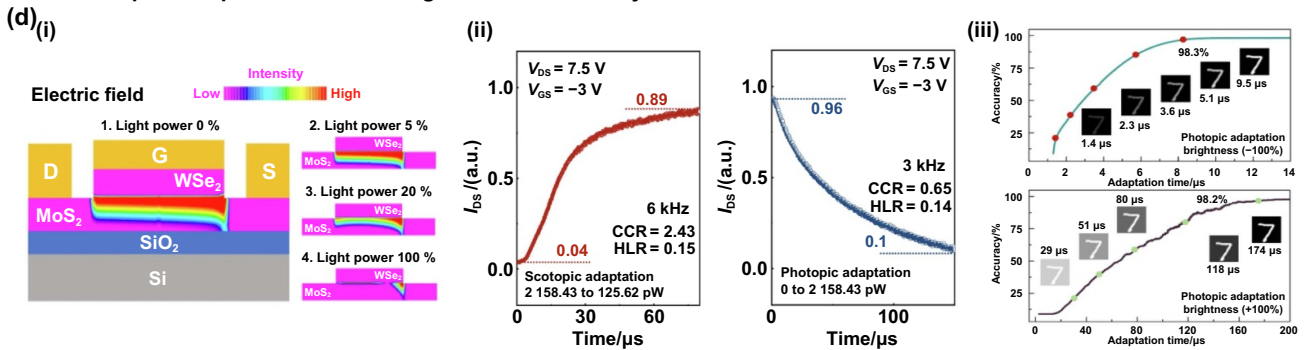 (d)
(i)
Electric field
Intensity
Low
High
1. Light power 0 %
D
G
S
WSe₂
MoS₂
SiO₂
Si
2. Light power 5 %
WSe₂
MoS₂
3. Light power 20 %
WSe₂
MoS₂
4. Light power 100 %
WSe₂
MoS₂
(ii)
I_DS/(a.u.)
1.0
0.5
0.0
V_DS = 7.5 V
V_GS = −3 V
0.89
6 kHz
CCR = 2.43
HLR = 0.15
0.04
Scotopic adaptation
2 158.43 to 125.62 pW
0 30 60
Time/μs
I_DS/(a.u.)
1.0
0.5
0.0
V_DS = 7.5 V
V_GS = −3 V
0.96
3 kHz
CCR = 0.65
HLR = 0.14
0.1
Photopic adaptation
0 to 2 158.43 pW
0 100
Time/μs
(iii)
Accuracy/%
100
75
50
25
98.3%
9.5 μs
5.1 μs
3.6 μs
2.3 μs
1.4 μs
Photopic adaptation
brightness (−100%)
0 2 4 6 8 10 12 14
Adaptation time/μs
Accuracy/%
100
75
50
25
80 μs
98.2%
51 μs
29 μs
174 μs
118 μs
Photopic adaptation
brightness (+100%)
0 40 80 120 160 200
Adaptation time/μs